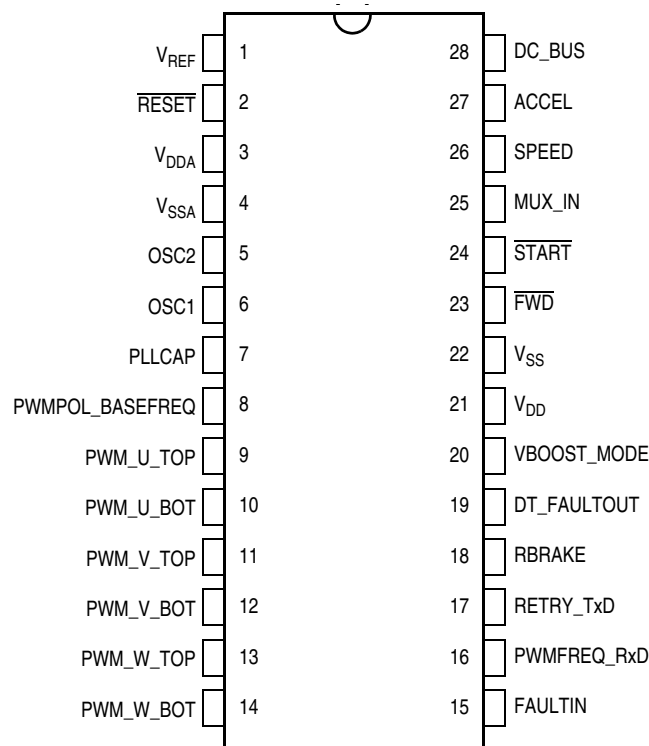 V_REF 1 28 DC_BUS
RESET 2 27 ACCEL
V_DDA 3 26 SPEED
V_SSA 4 25 MUX_IN
OSC2 5 24 START
OSC1 6 23 FWD
PLLCAP 7 22 V_SS
PWMPOL_BASEFREQ 8 21 V_DD
PWM_U_TOP 9 20 VBOOST_MODE
PWM_U_BOT 10 19 DT_FAULTOUT
PWM_V_TOP 11 18 RBRAKE
PWM_V_BOT 12 17 RETRY_TxD
PWM_W_TOP 13 16 PWMFREQ_RxD
PWM_W_BOT 14 15 FAULTIN